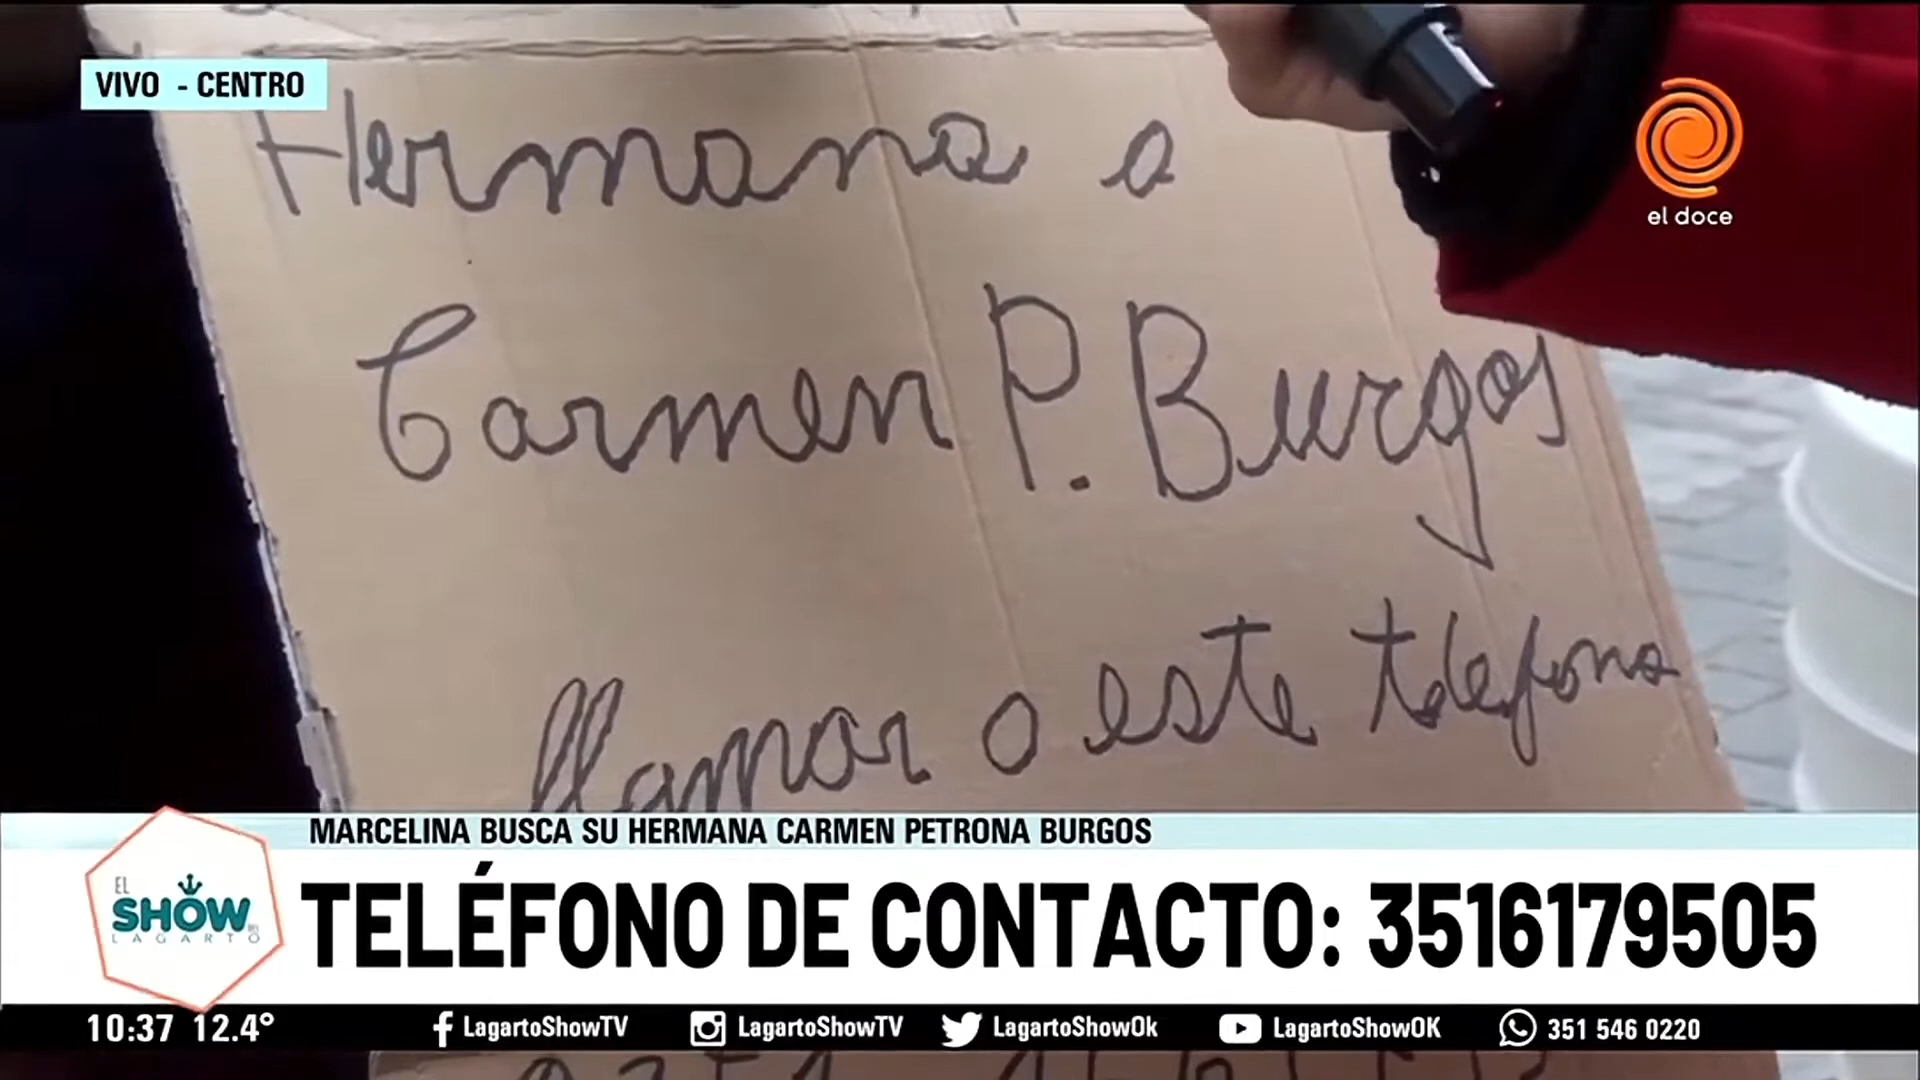 VIVO - CENTRO
Hermana a
Carmen P. Burgos
llamar a este telefono
el doce
MARCELINA BUSCA SU HERMANA CARMEN PETRONA BURGOS
EL SHOW DEL LAGARTO
TELÉFONO DE CONTACTO: 3516179505
10:37 12.4° LagartoShowTV LagartoShowTV LagartoShowOk LagartoShowOK 351 546 0220